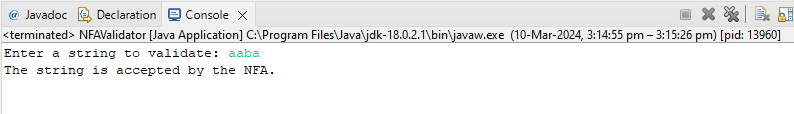 @ Javadoc Declaration Console
<terminated> NFAValidator [Java Application] C:\Program Files\Java\jdk-18.0.2.1\bin\javaw.exe (10-Mar-2024, 3:14:55 pm – 3:15:26 pm) [pid: 13960]
Enter a string to validate: aaba
The string is accepted by the NFA.